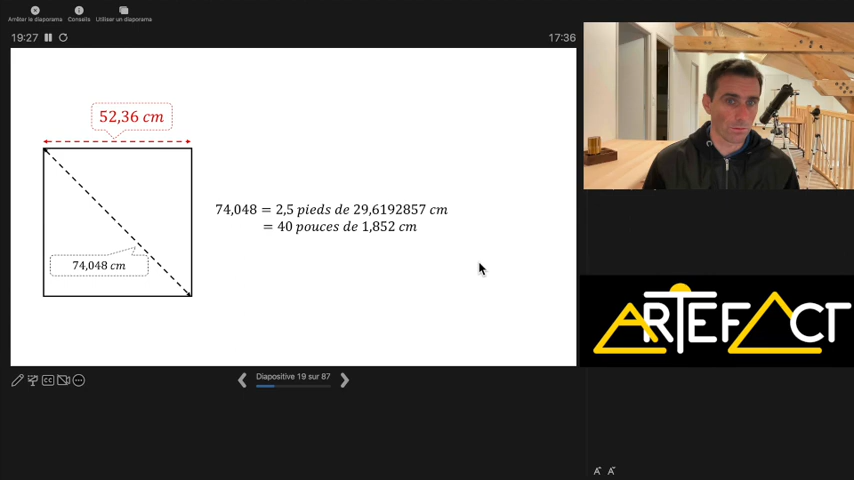 Arrêter le diaporama
Conseils
Utiliser un diaporama
19:27
17:36
52,36 cm
74,048 = 2,5 pieds de 29,6192857 cm
= 40 pouces de 1,852 cm
74,048 cm
ARTEFACT
Diapositive 19 sur 87